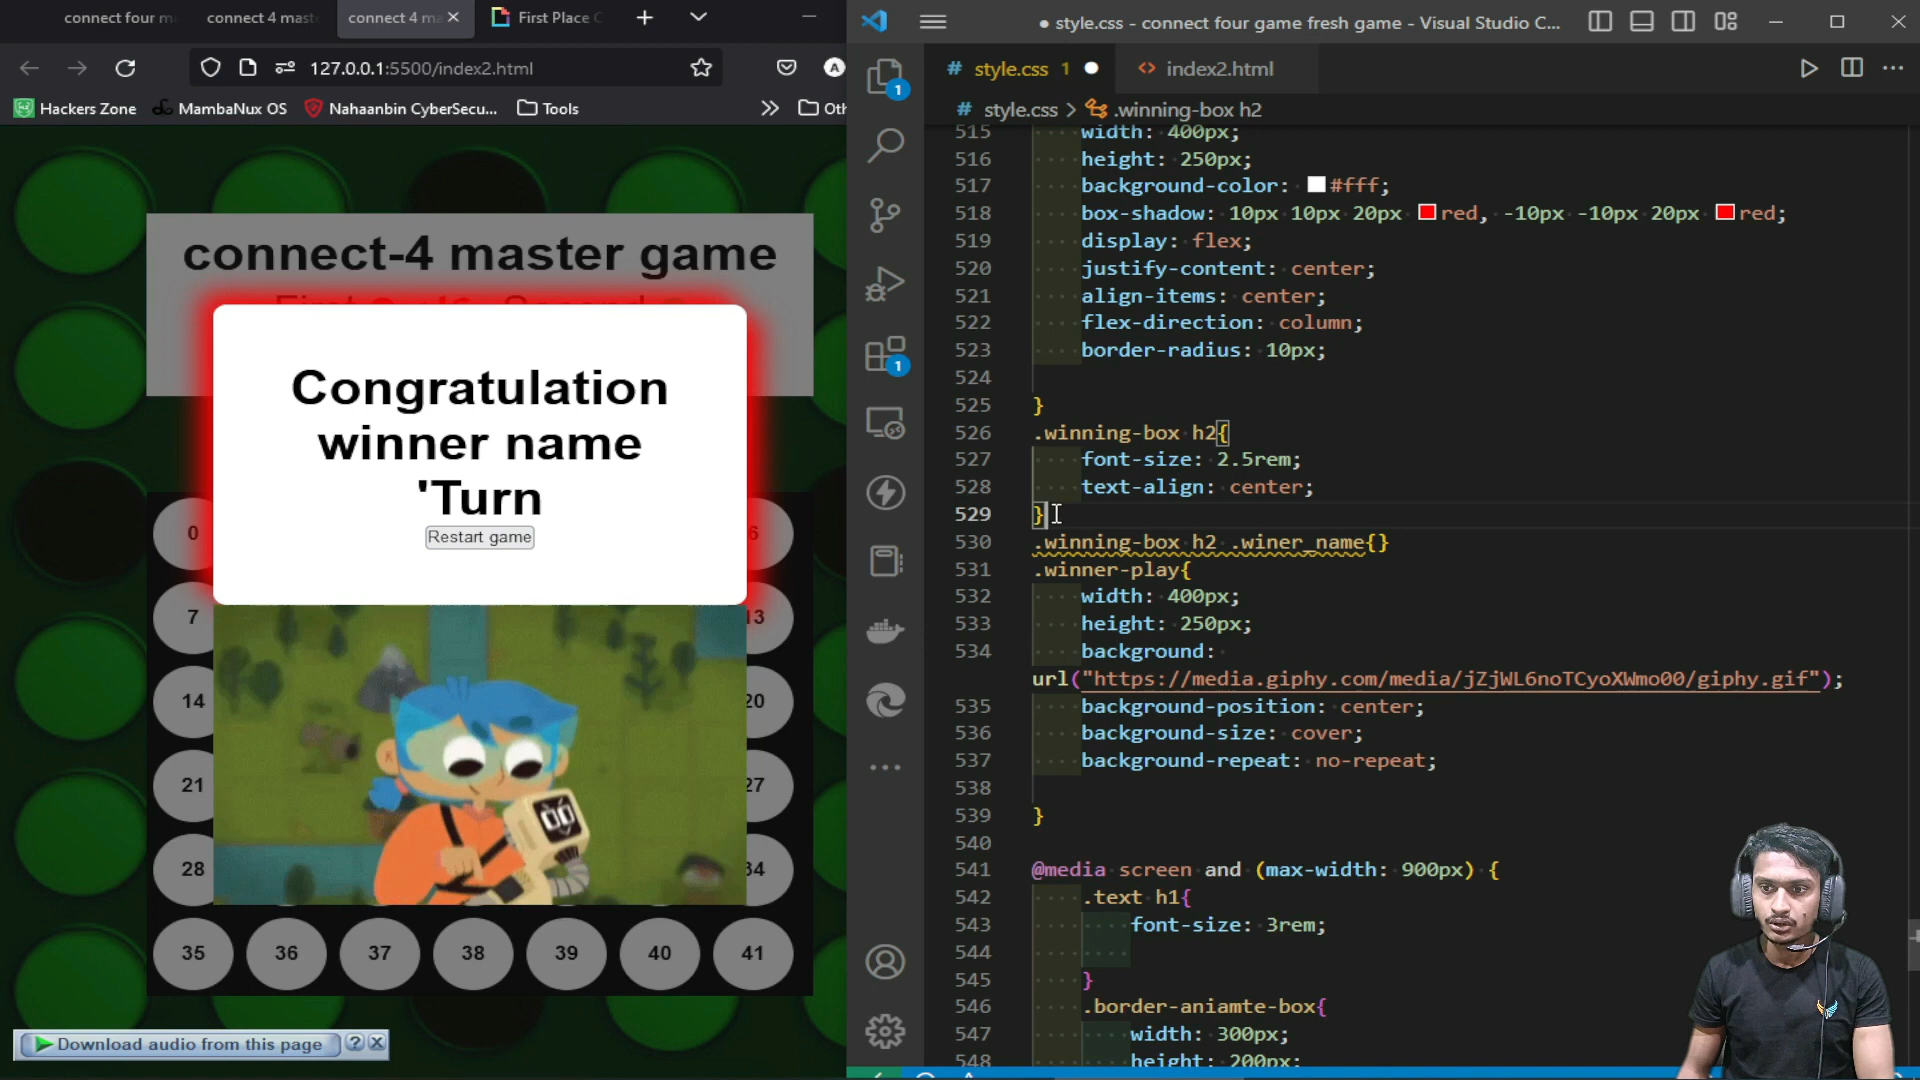 connect four m
connect 4 mast
connect 4 ma
First Place C
127.0.0.1:5500/index2.html
A
Hackers Zone
MambaNux OS
Nahaanbin CyberSecu...
Tools
Oth
connect-4 master game
Congratulation
winner name
'Turn
Restart game
0
6
7
13
14
20
21
27
28
34
35 36 37 38 39 40 41
Download audio from this page
style.css - connect four game fresh game - Visual Studio C...
# style.css 1
<> index2.html
# style.css > .winning-box h2
1
1
515 width: 400px;
516 height: 250px;
517 background-color: #fff;
518 box-shadow: 10px 10px 20px red, -10px -10px 20px red;
519 display: flex;
520 justify-content: center;
521 align-items: center;
522 flex-direction: column;
523 border-radius: 10px;
524
525 }
526 .winning-box h2{
527 font-size: 2.5rem;
528 text-align: center;
529 }
530 .winning-box h2 .winer_name{}
531 .winner-play{
532 width: 400px;
533 height: 250px;
534 background:
url("https://media.giphy.com/media/jZjWL6noTCyoXWmo00/giphy.gif");
535 background-position: center;
536 background-size: cover;
537 background-repeat: no-repeat;
538
539 }
540
541 @media screen and (max-width: 900px) {
542 .text h1{
543 font-size: 3rem;
544
545 }
546 .border-aniamte-box{
547 width: 300px;
548 height: 200px;